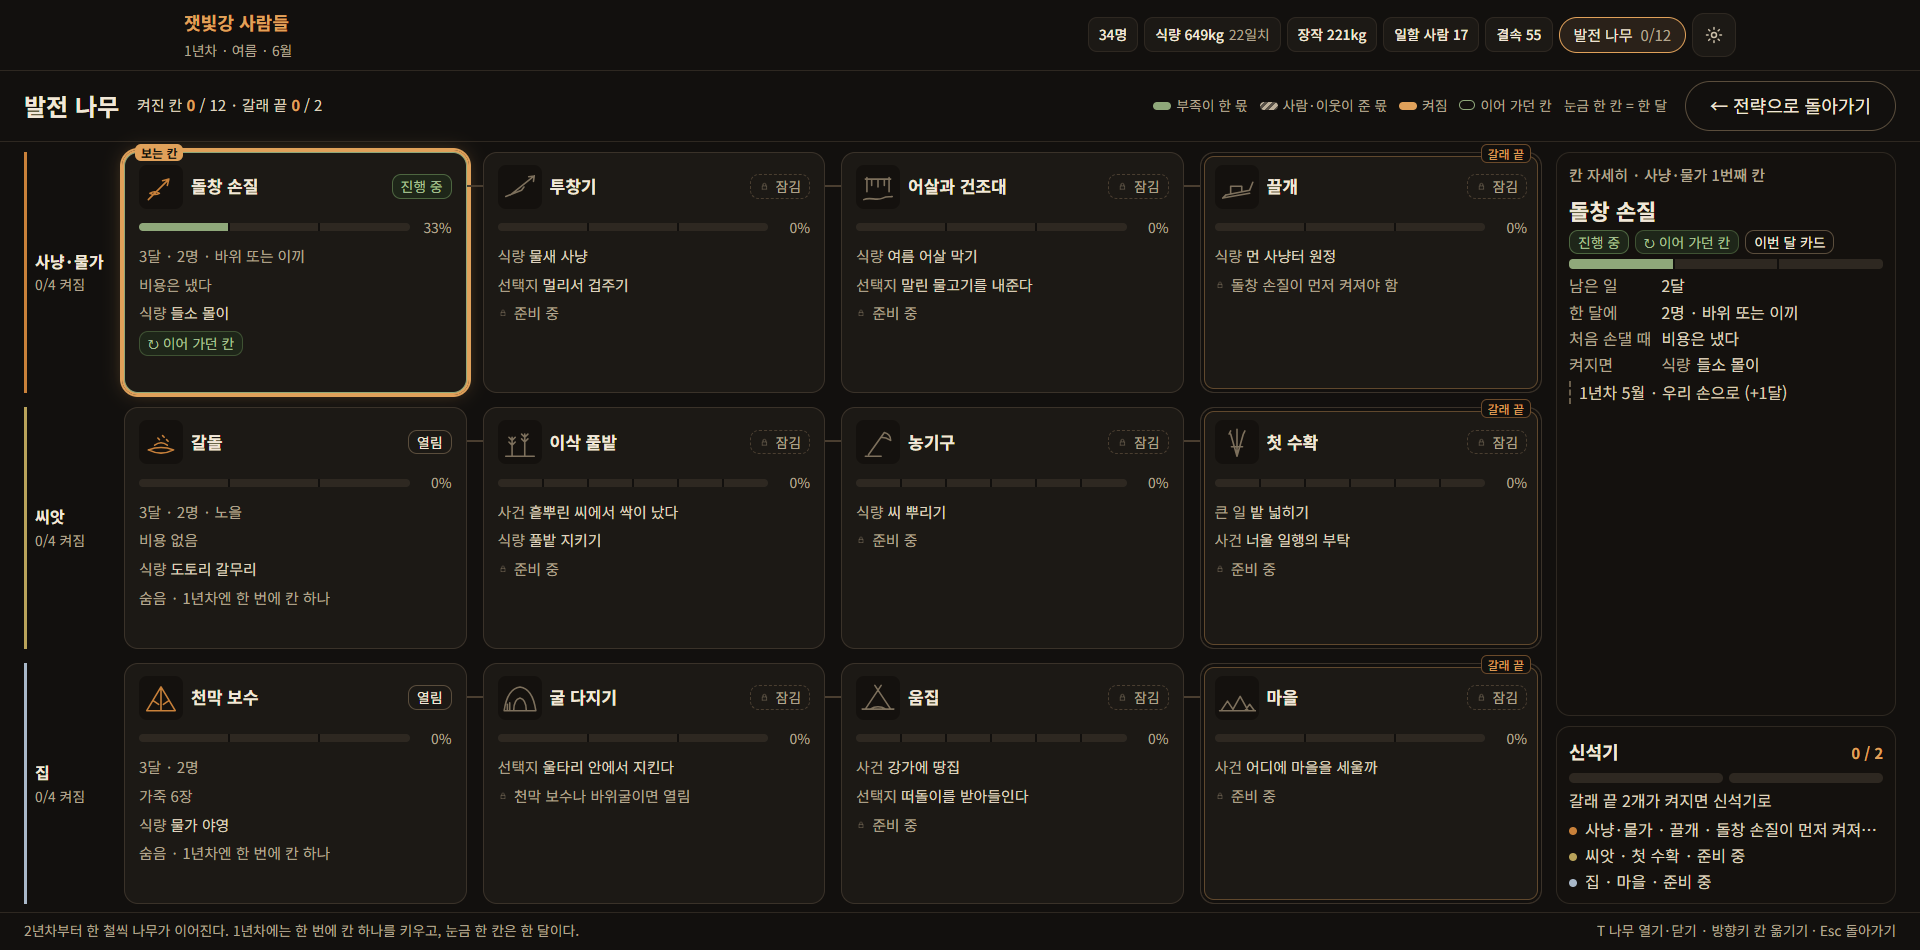 잿빛강 사람들
1년차 · 여름 · 6월
34명
식량 649kg 22일치
장작 221kg
일할 사람 17
결속 55
발전 나무 0/12
발전 나무
켜진 칸 0 / 12 · 갈래 끝 0 / 2
부족이 한 몫
사람·이웃이 준 몫
켜짐
이어 가던 칸
눈금 한 칸 = 한 달
← 전략으로 돌아가기
사냥·물가
0/4 켜짐
보는 칸
돌창 손질
진행 중
33%
3달 · 2명 · 바위 또는 이끼
비용은 냈다
식량 들소 몰이
↻ 이어 가던 칸
투창기
잠김
0%
식량 물새 사냥
선택지 멀리서 겁주기
준비 중
어살과 건조대
잠김
0%
식량 여름 어살 막기
선택지 말린 물고기를 내준다
준비 중
갈래 끝
끌개
잠김
0%
식량 먼 사냥터 원정
돌창 손질이 먼저 켜져야 함
씨앗
0/4 켜짐
갈돌
열림
0%
3달 · 2명 · 노을
비용 없음
식량 도토리 갈무리
숨음 · 1년차엔 한 번에 칸 하나
이삭 풀밭
잠김
0%
사건 흩뿌린 씨에서 싹이 났다
식량 풀밭 지키기
준비 중
농기구
잠김
0%
식량 씨 뿌리기
준비 중
갈래 끝
첫 수확
잠김
0%
큰 일 밭 넓히기
사건 너울 일행의 부탁
준비 중
집
0/4 켜짐
천막 보수
열림
0%
3달 · 2명
가죽 6장
식량 물가 야영
숨음 · 1년차엔 한 번에 칸 하나
굴 다지기
잠김
0%
선택지 울타리 안에서 지킨다
천막 보수나 바위굴이면 열림
움집
잠김
0%
사건 강가에 땅집
선택지 떠돌이를 받아들인다
준비 중
갈래 끝
마을
잠김
0%
사건 어디에 마을을 세울까
준비 중
칸 자세히 · 사냥·물가 1번째 칸
돌창 손질
진행 중
↻ 이어 가던 칸
이번 달 카드
남은 일 2달
한 달에 2명 · 바위 또는 이끼
처음 손댈 때 비용은 냈다
켜지면 식량 들소 몰이
1년차 5월 · 우리 손으로 (+1달)
신석기
0 / 2
갈래 끝 2개가 켜지면 신석기로
사냥·물가 · 끌개 · 돌창 손질이 먼저 켜져…
씨앗 · 첫 수확 · 준비 중
집 · 마을 · 준비 중
2년차부터 한 철씩 나무가 이어진다. 1년차에는 한 번에 칸 하나를 키우고, 눈금 한 칸은 한 달이다.
T 나무 열기·닫기 · 방향키 칸 옮기기 · Esc 돌아가기